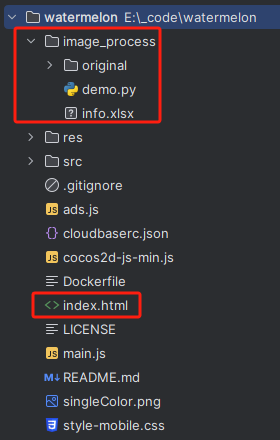 watermelon E:\_code\watermelon
image_process
original
demo.py
info.xlsx
res
src
.gitignore
ads.js
cloudbaserc.json
cocos2d-js-min.js
Dockerfile
index.html
LICENSE
main.js
README.md
singleColor.png
style-mobile.css